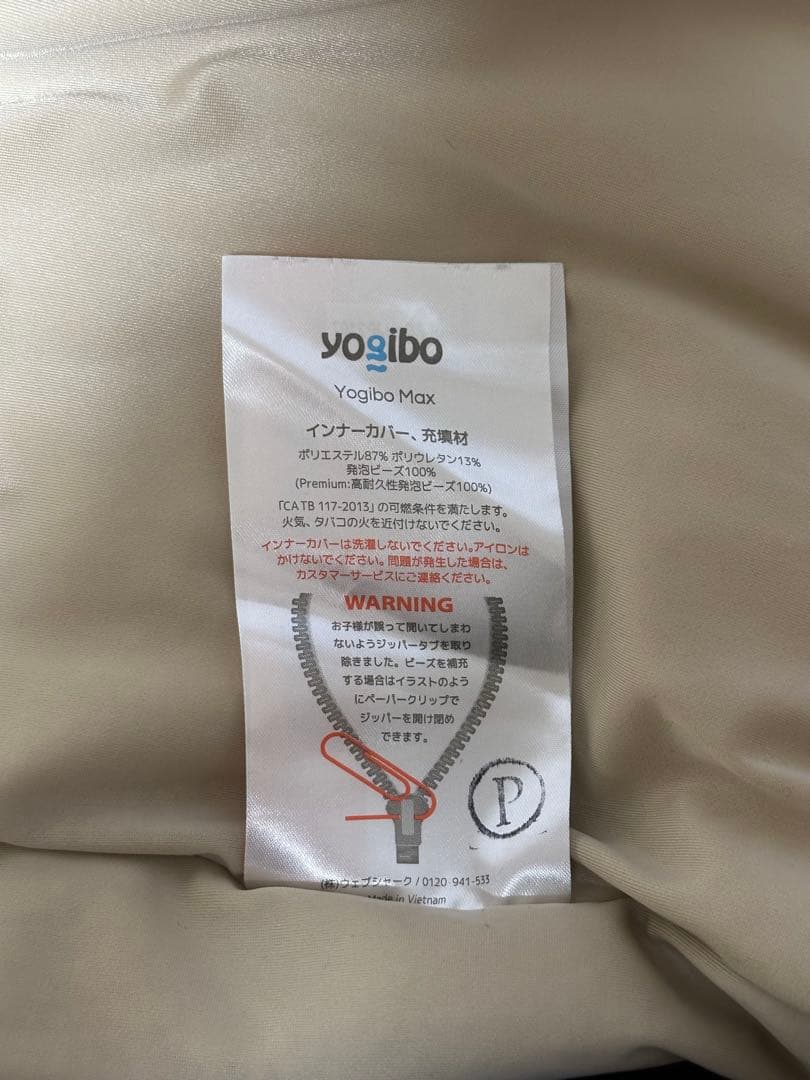 yogibo
Yogibo Max
インナーカバー、充填材
ポリエステル87% ポリウレタン13%
発泡ビーズ100%
(Premium:高耐久性発泡ビーズ100%)
「CA TB 117-2013」の可燃条件を満たします。
火気、タバコの火を近付けないでください。
インナーカバーは洗濯しないでください。アイロンは
かけないでください。問題が発生した場合は、
カスタマーサービスにご連絡ください。
WARNING
お子様が誤って開いてしまわ
ないようジッパータブを取り
除きました。ビーズを補充
する場合はイラストのよう
にペーパークリップで
ジッパーを開け閉め
できます。
P
(株)ウェブシャーク / 0120-941-533
Made in Vietnam